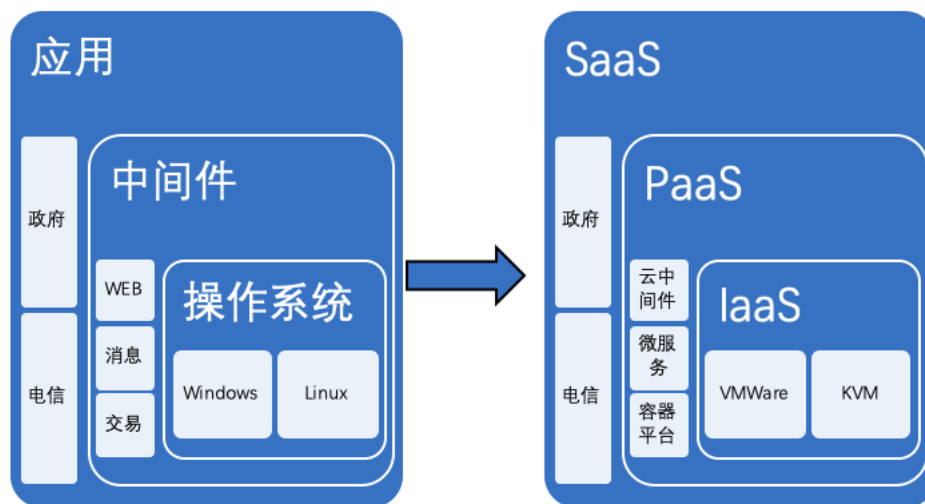 应用
政府
电信
中间件
WEB
消息
交易
操作系统
Windows
Linux
SaaS
政府
电信
PaaS
云中
间件
微服
务
容器
平台
IaaS
VMWare
KVM